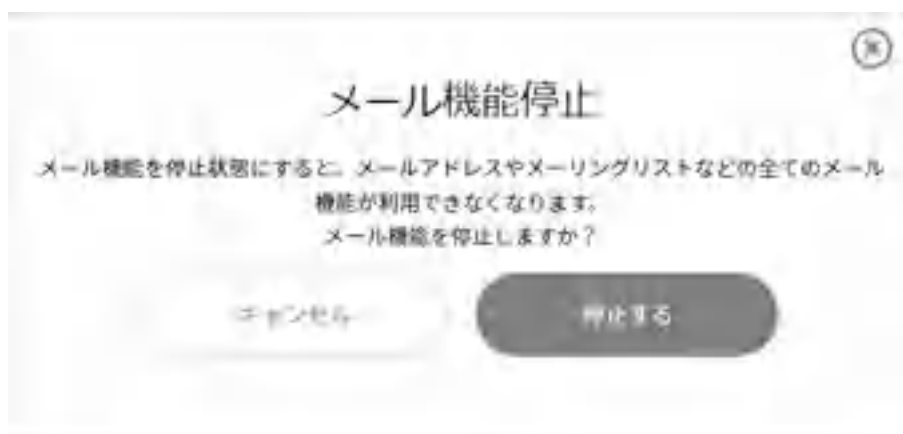 メール機能停止
メール機能を停止状態にすると、メールアドレスやメーリングリストなどの全てのメール
機能が利用できなくなります。
メール機能を停止しますか？
キャンセル
停止する